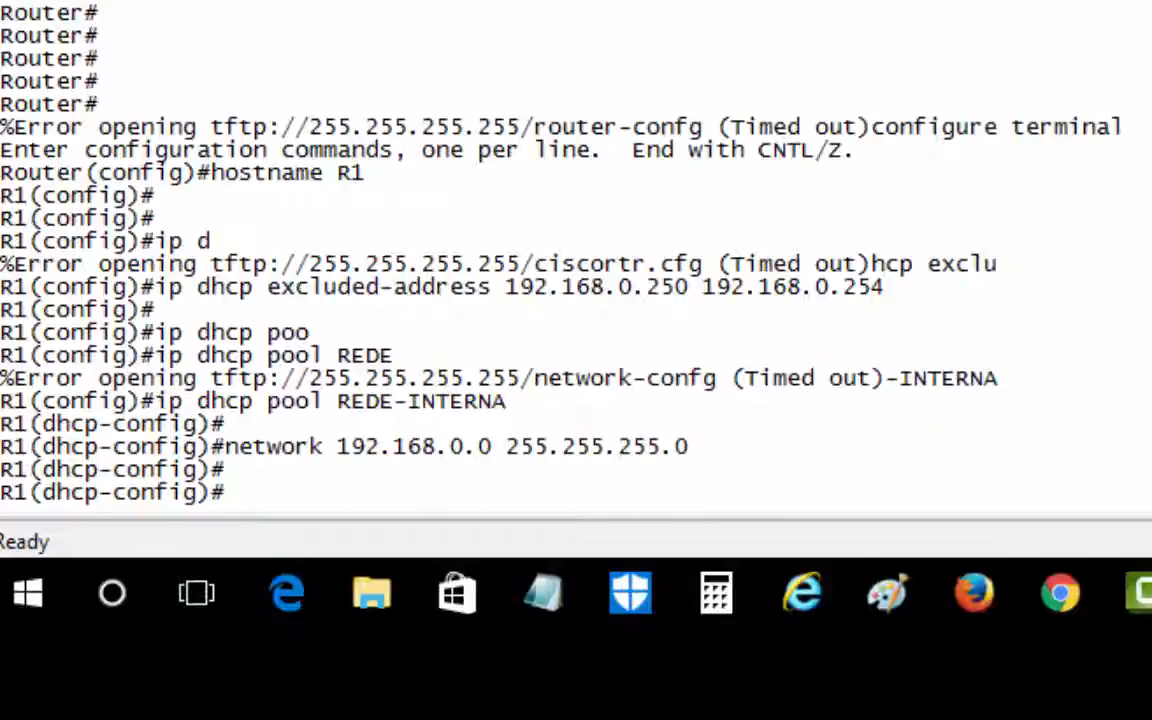 Router#
Router#
Router#
Router#
Router#
%Error opening tftp://255.255.255.255/router-confg (Timed out)configure terminal
Enter configuration commands, one per line.  End with CNTL/Z.
Router(config)#hostname R1
R1(config)#
R1(config)#
R1(config)#ip d
%Error opening tftp://255.255.255.255/ciscortr.cfg (Timed out)hcp exclu
R1(config)#ip dhcp excluded-address 192.168.0.250 192.168.0.254
R1(config)#
R1(config)#ip dhcp poo
R1(config)#ip dhcp pool REDE
%Error opening tftp://255.255.255.255/network-confg (Timed out)-INTERNA
R1(config)#ip dhcp pool REDE-INTERNA
R1(dhcp-config)#
R1(dhcp-config)#network 192.168.0.0 255.255.255.0
R1(dhcp-config)#
R1(dhcp-config)#
Ready